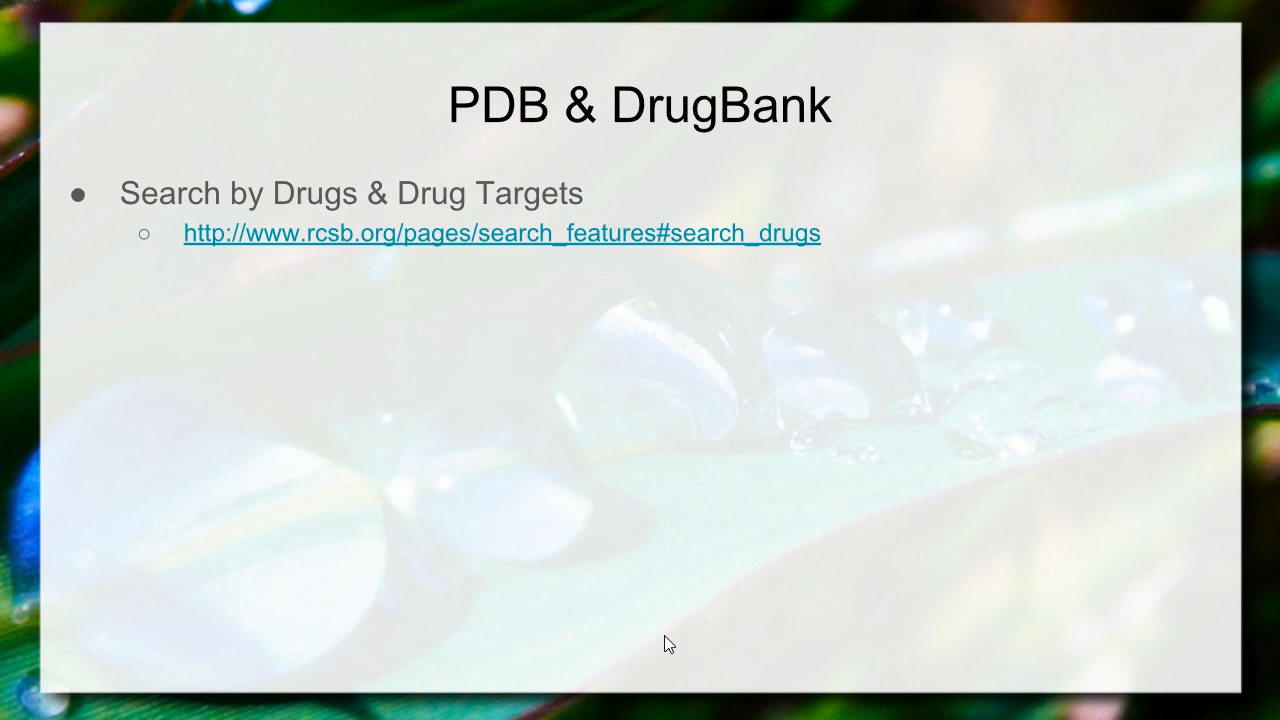 PDB & DrugBank
● Search by Drugs & Drug Targets
○ http://www.rcsb.org/pages/search_features#search_drugs